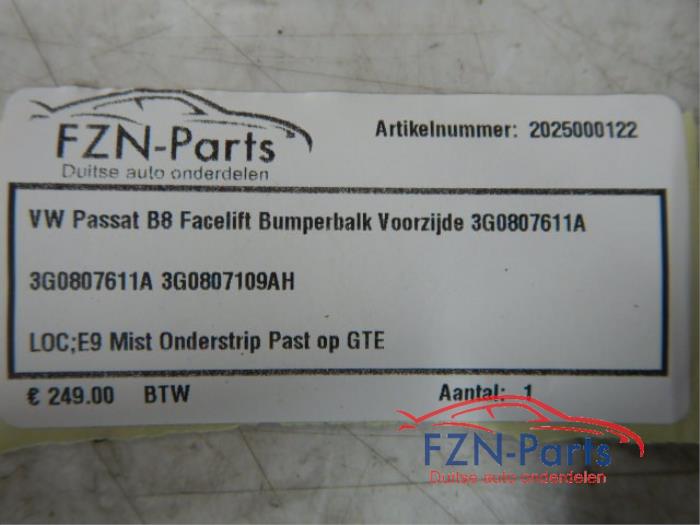 FZN-Parts
Duitse auto onderdelen
Artikelnummer: 2025000122
VW Passat B8 Facelift Bumperbalk Voorzijde 3G0807611A
3G0807611A 3G0807109AH
LOC;E9 Mist Onderstrip Past op GTE
€ 249.00 BTW
Aantal: 1
FZN-Parts
Duitse auto onderdelen